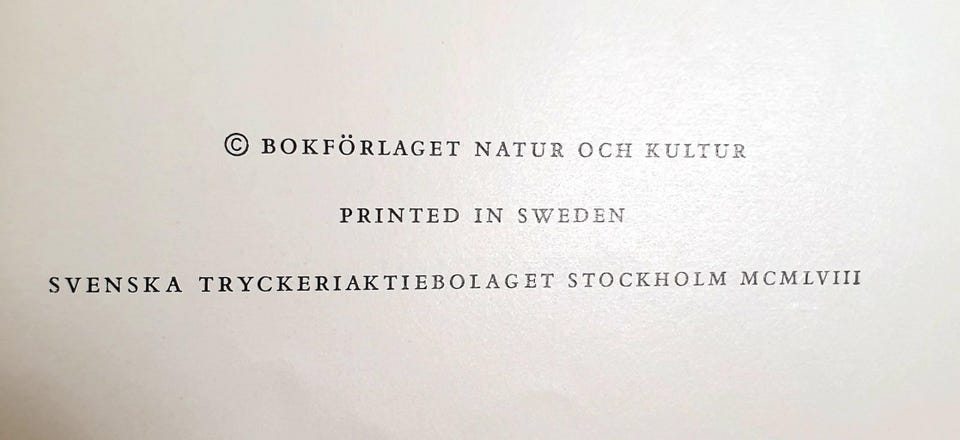 © BOKFÖRLAGET NATUR OCH KULTUR
PRINTED IN SWEDEN
SVENSKA TRYCKERIAKTIEBOLAGET STOCKHOLM MCMLVIII